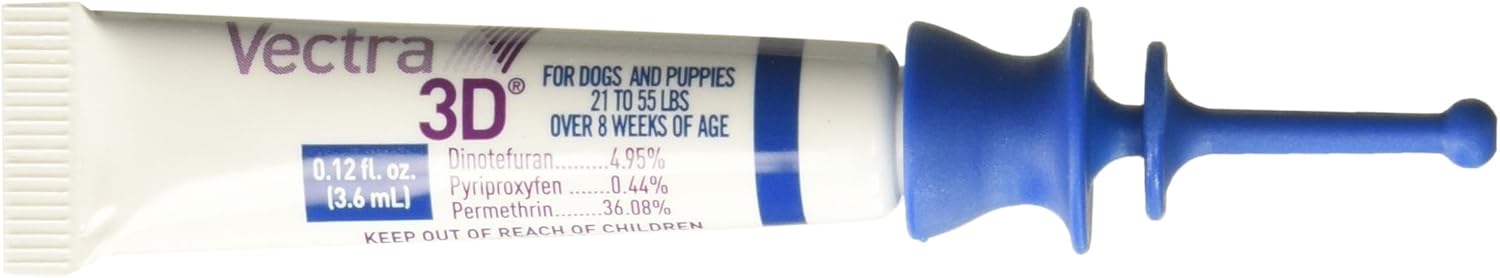 Vectra
3D®
FOR DOGS AND PUPPIES
21 TO 55 LBS
OVER 8 WEEKS OF AGE
0.12 fl. oz.
(3.6 mL)
Dinotefuran.........4.95%
Pyriproxyfen .......0.44%
Permethrin........36.08%
KEEP OUT OF REACH OF CHILDREN